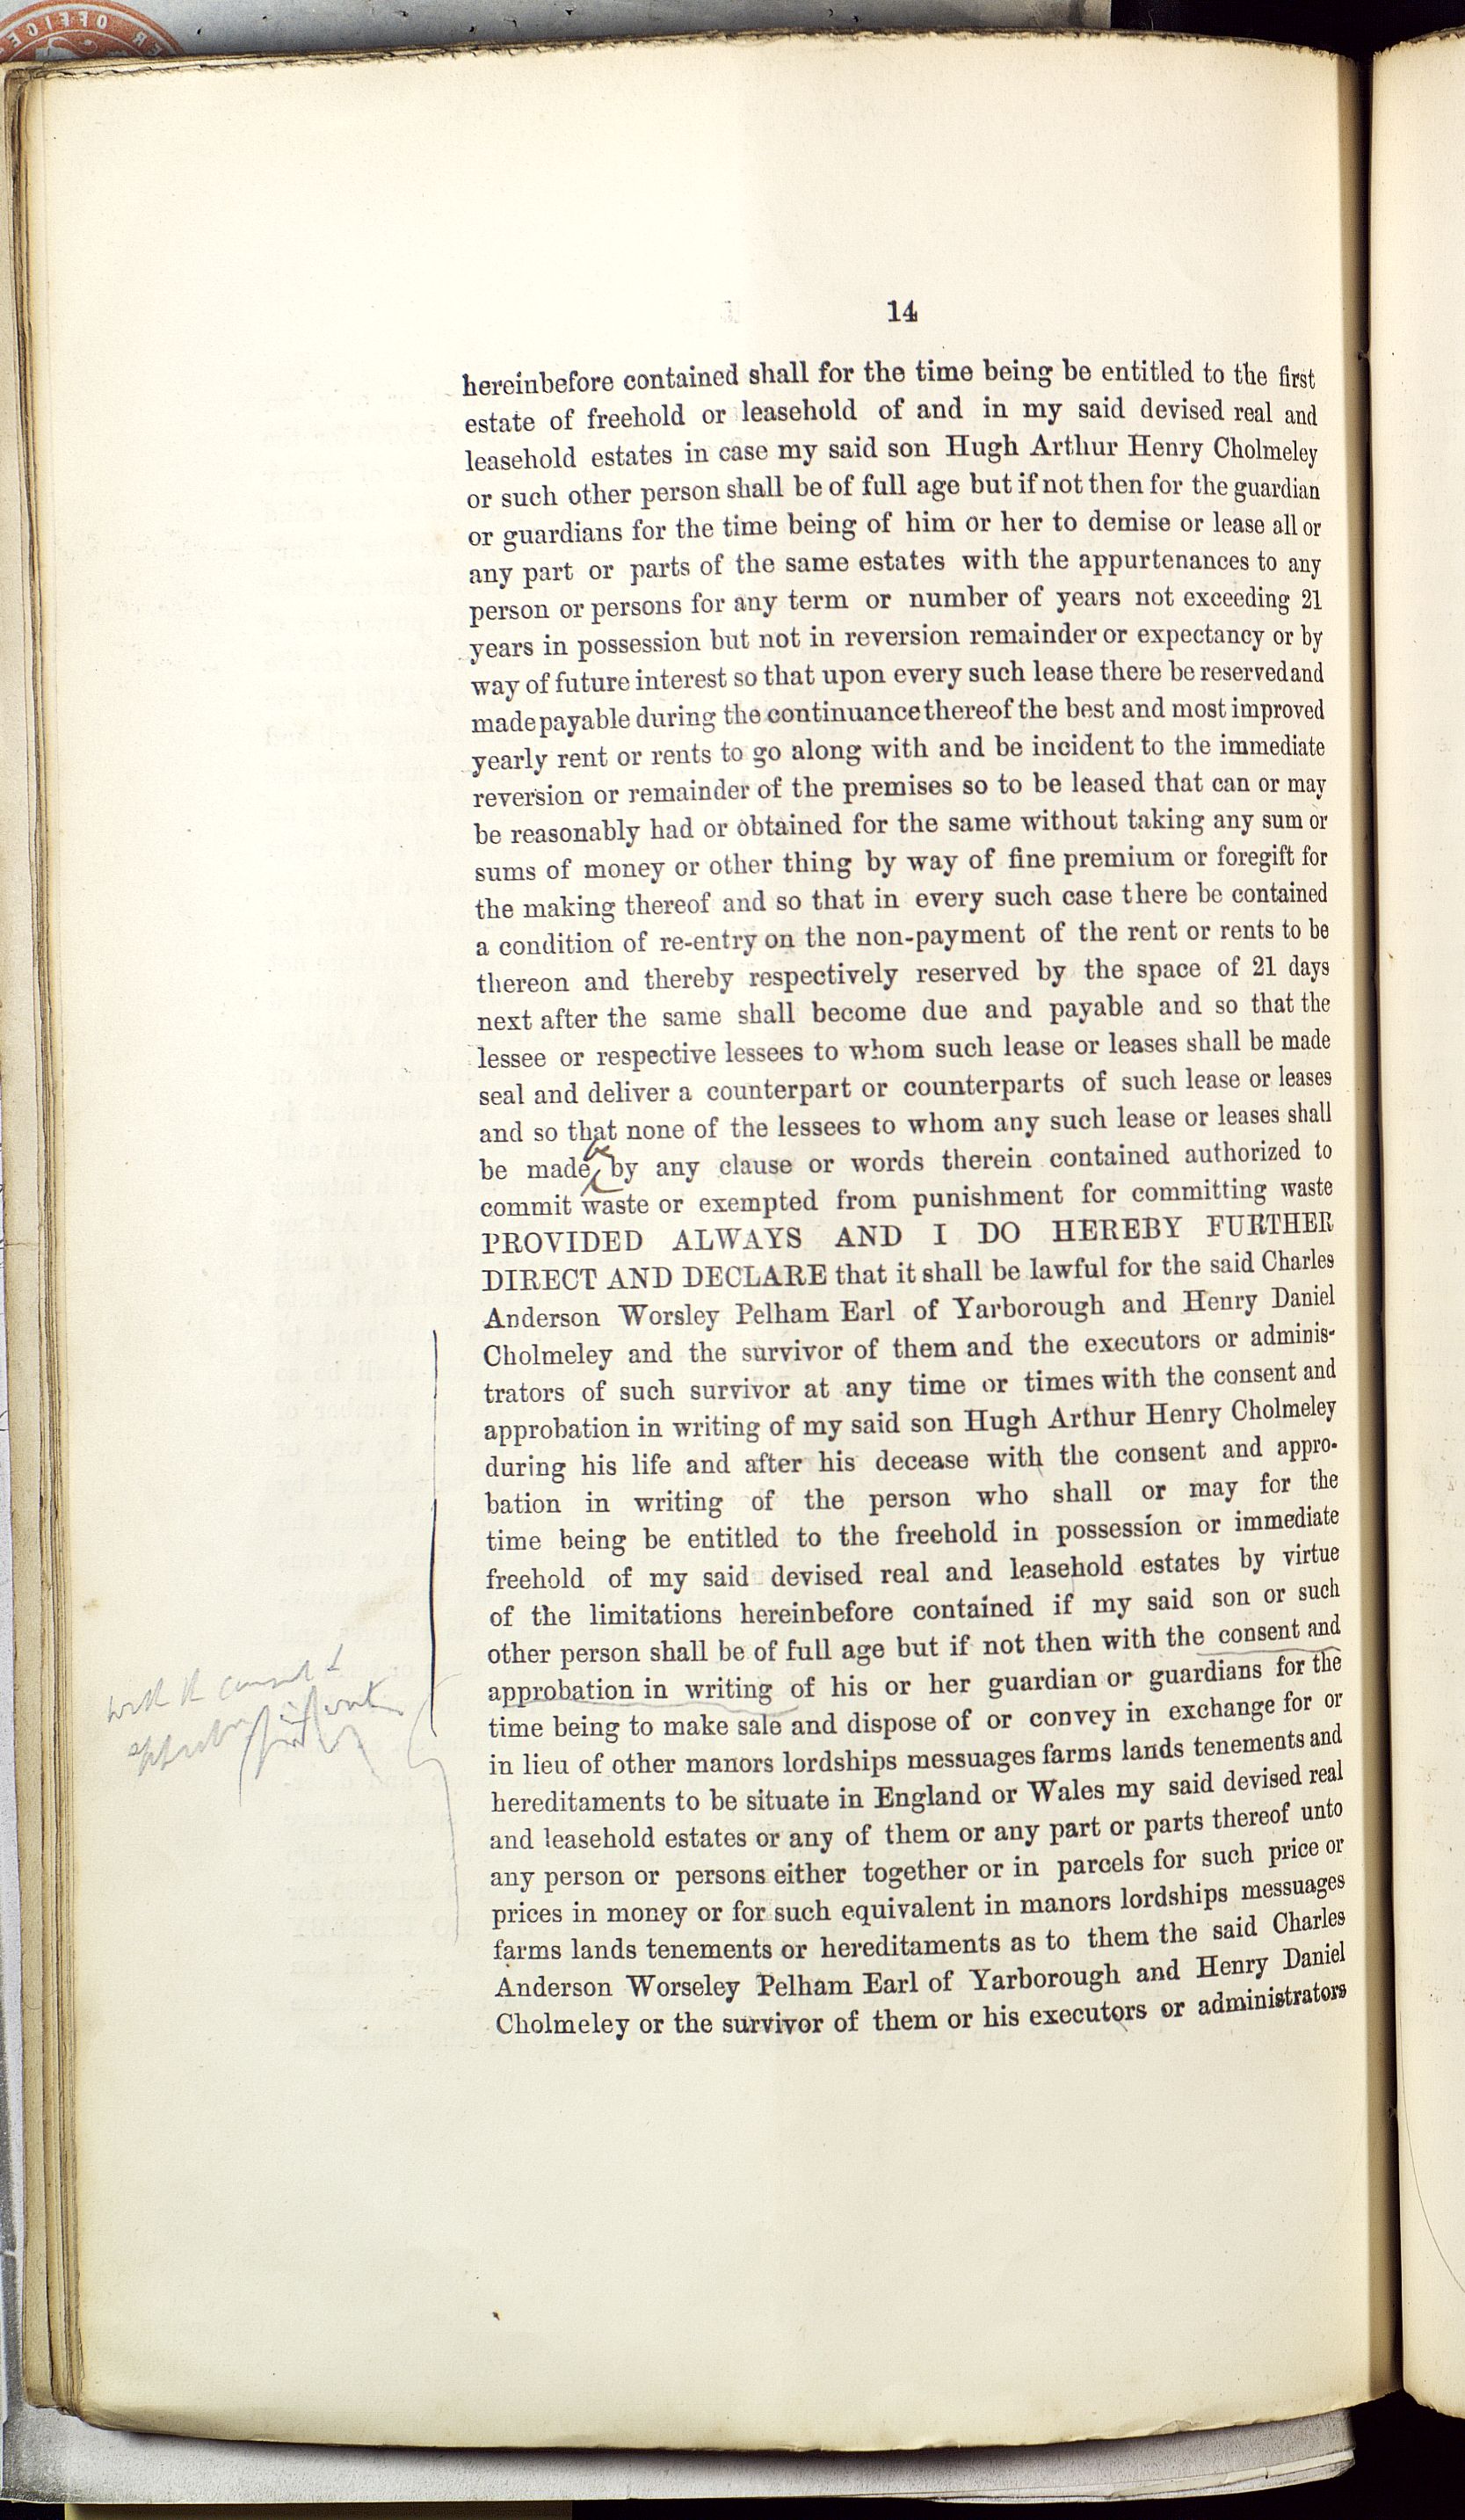 14
hereinbefore contained shall for the time being be entitled to the first
estate of freehold or leasehold of and in my said devised real and
leasehold estates in case my said son Hugh Arthur Henry Cholmeley
or such other person shall be of full age but if not then for the guardian
or guardians for the time being of him or her to demise or lease all or
any part or parts of the same estates with the appurtenances to any
person or persons for any term or number of years not exceeding 21
years in possession but not in reversion remainder or expectancy or by
way of future interest so that upon every such lease there be reserved and
made payable during the continuance thereof the best and most improved
yearly rent or rents to go along with and be incident to the immediate
reversion or remainder of the premises so to be leased that can or may
be reasonably had or obtained for the same without taking any sum or
sums of money or other thing by way of fine premium or foregift for
the making thereof and so that in every such case there be contained
a condition of re-entry on the non-payment of the rent or rents to be
thereon and thereby respectively reserved by the space of 21 days
next after the same shall become due and payable and so that the
lessee or respective lessees to whom such lease or leases shall be made
seal and deliver a counterpart or counterparts of such lease or leases
and so that none of the lessees to whom any such lease or leases shall
be made be by any clause or words therein contained authorized to
commit waste or exempted from punishment for committing waste
PROVIDED ALWAYS AND I DO HEREBY FURTHER
DIRECT AND DECLARE that it shall be lawful for the said Charles
Anderson Worsley Pelham Earl of Yarborough and Henry Daniel
Cholmeley and the survivor of them and the executors or adminis-
trators of such survivor at any time or times with the consent and
approbation in writing of my said son Hugh Arthur Henry Cholmeley
during his life and after his decease with the consent and appro-
bation in writing of the person who shall or may for the
time being be entitled to the freehold in possession or immediate
freehold of my said devised real and leasehold estates by virtue
of the limitations hereinbefore contained if my said son or such
other person shall be of full age but if not then with the consent and
approbation in writing of his or her guardian or guardians for the
time being to make sale and dispose of or convey in exchange for or
in lieu of other manors lordships messuages farms lands tenements and
hereditaments to be situate in England or Wales my said devised real
and leasehold estates or any of them or any part or parts thereof unto
any person or persons either together or in parcels for such price or
prices in money or for such equivalent in manors lordships messuages
farms lands tenements or hereditaments as to them the said Charles
Anderson Worseley Pelham Earl of Yarborough and Henry Daniel
Cholmeley or the survivor of them or his executors or administrators
with consent